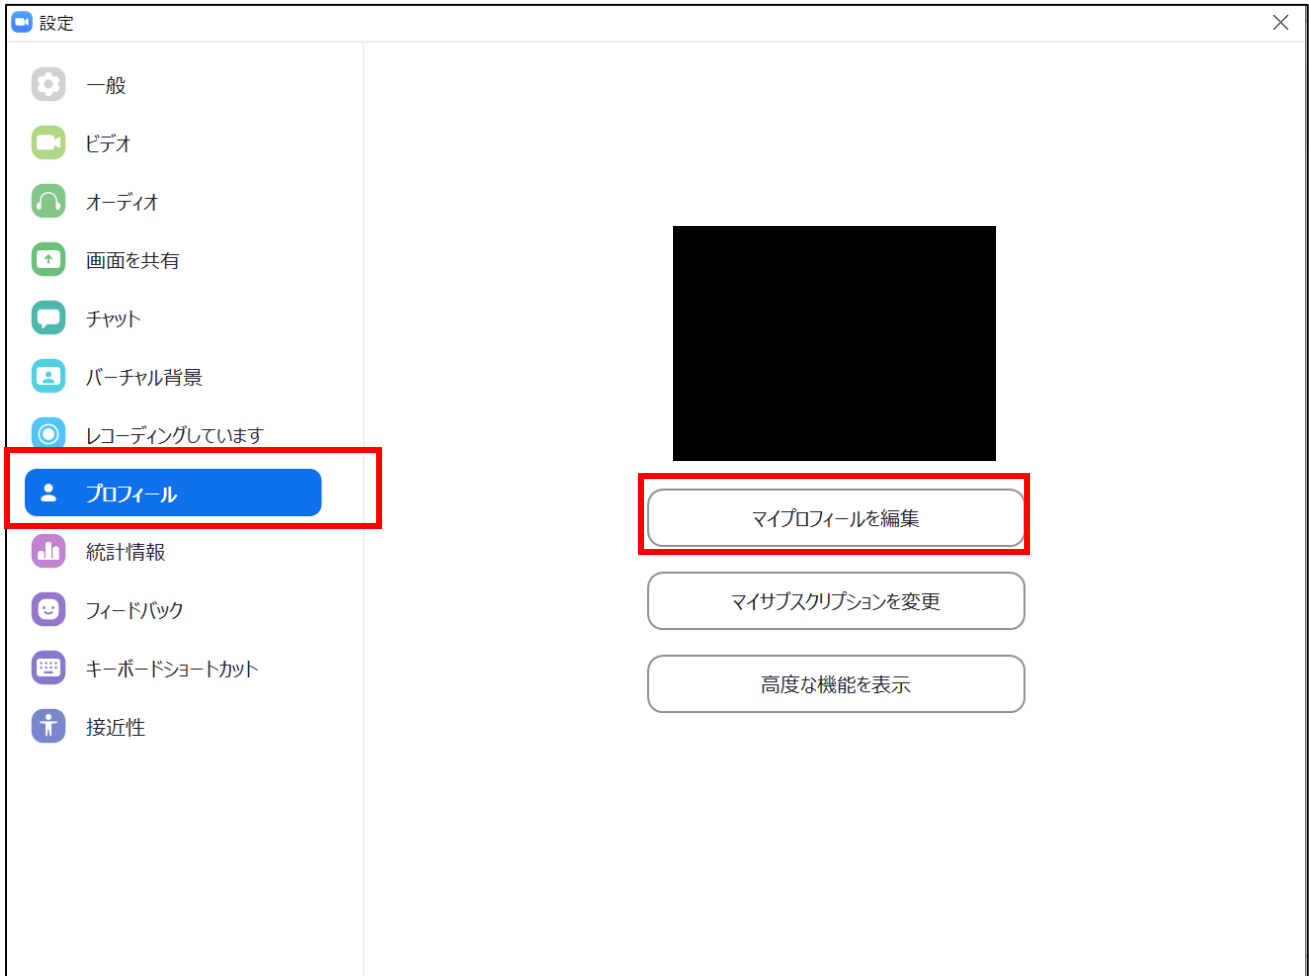 設定
一般
ビデオ
オーディオ
画面を共有
チャット
バーチャル背景
レコーディングしています
プロフィール
統計情報
フィードバック
キーボードショートカット
接近性
マイプロフィールを編集
マイサブスクリプションを変更
高度な機能を表示